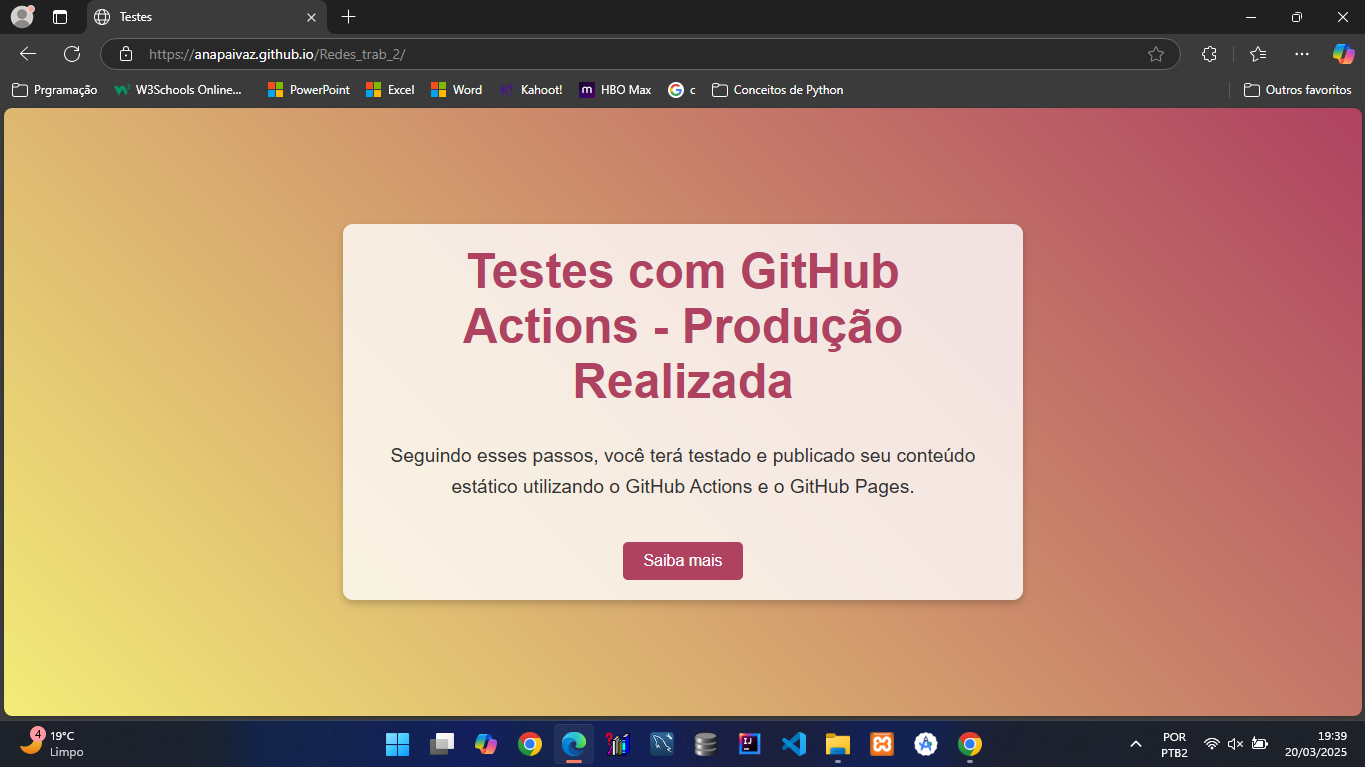 Testes
https://anapaivaz.github.io/Redes_trab_2/
Prgramação
W3Schools Online...
PowerPoint
Excel
Word
K!
Kahoot!
m
HBO Max
c
Conceitos de Python
Outros favoritos
Testes com GitHub
Actions - Produção
Realizada
Seguindo esses passos, você terá testado e publicado seu conteúdo
estático utilizando o GitHub Actions e o GitHub Pages.
Saiba mais
4
19°C
Limpo
IJ
POR
PTB2
19:39
20/03/2025